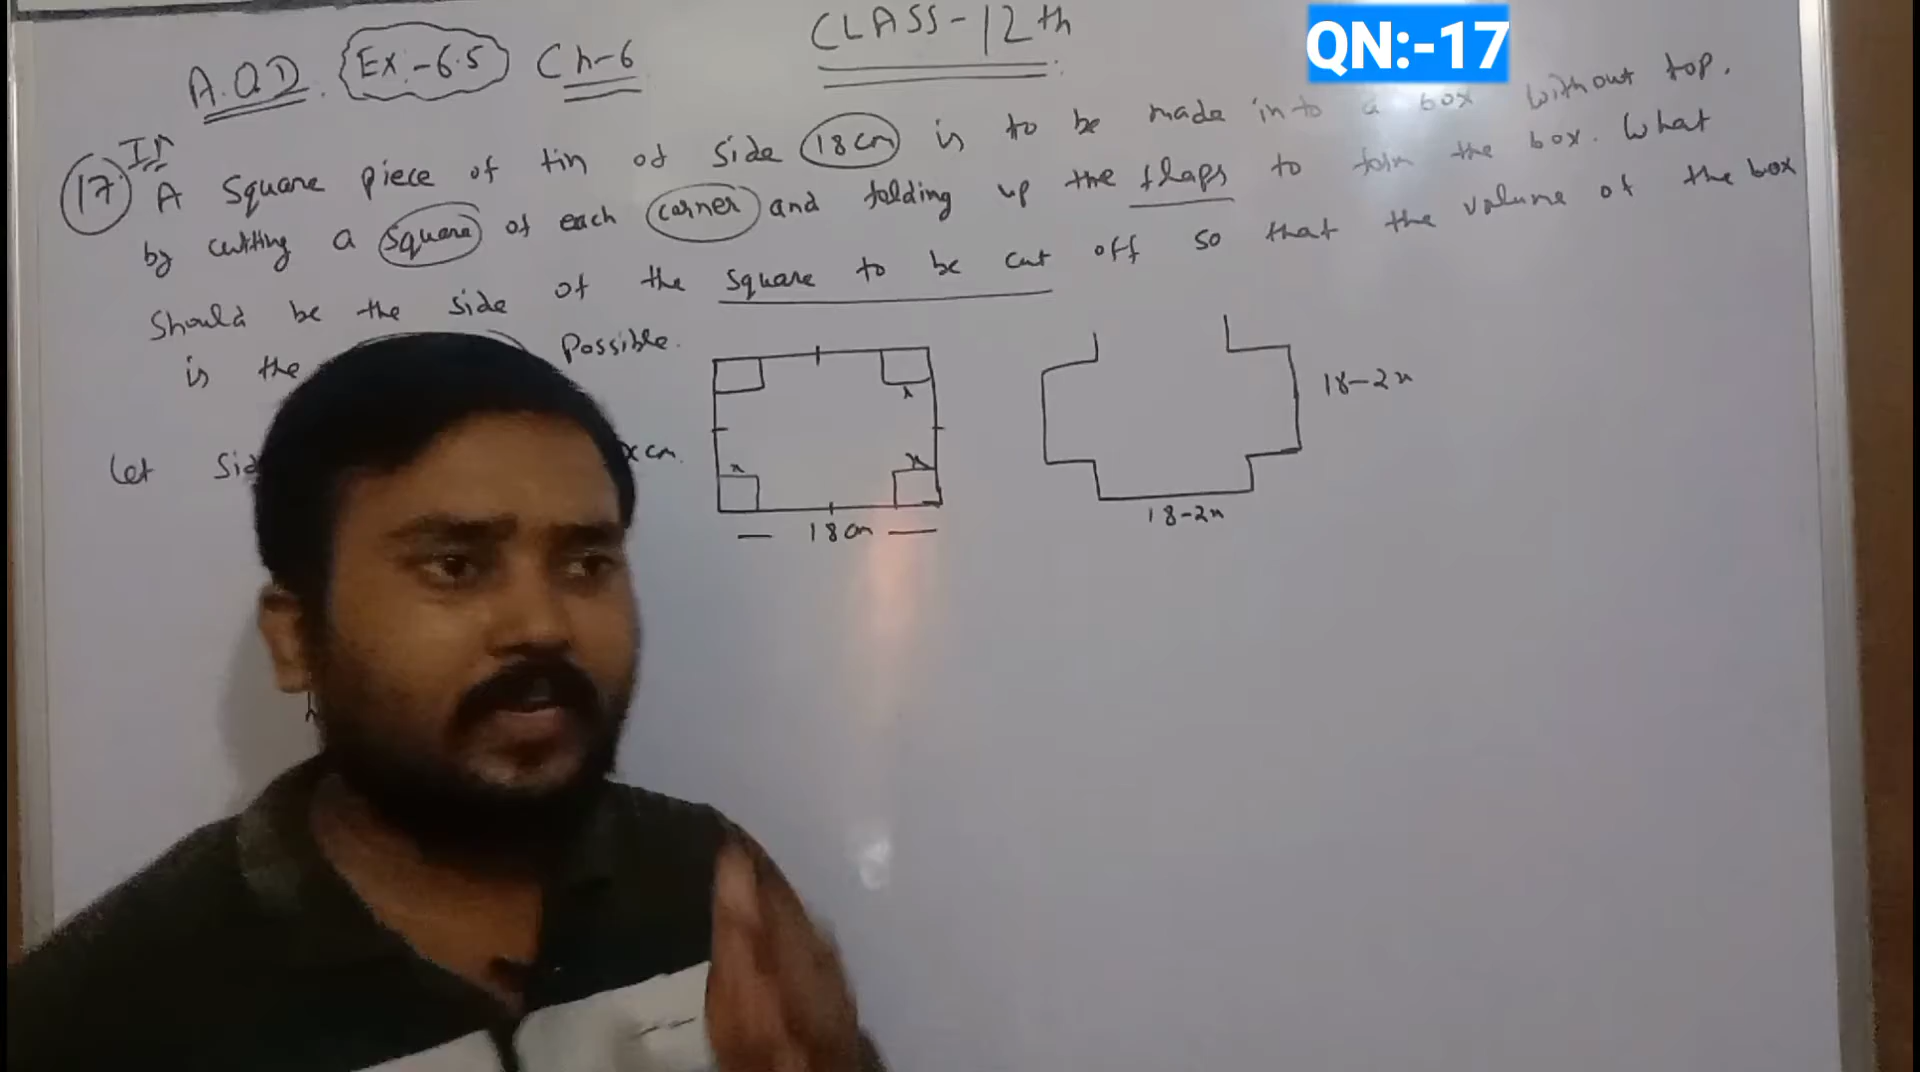 CLASS-12th
QN:-17
A.O.D. Ex:-6.5 Ch-6
Im
17 A square piece of tin of side 18cm is to be made into a box without top.
by cutting a square of each corner and folding up the flaps to form the box. What
should be the side of the square to be cut off so that the volume of the box
is the possible.
Let xcm.
x
x
x
18cm
18-2x
18-2x